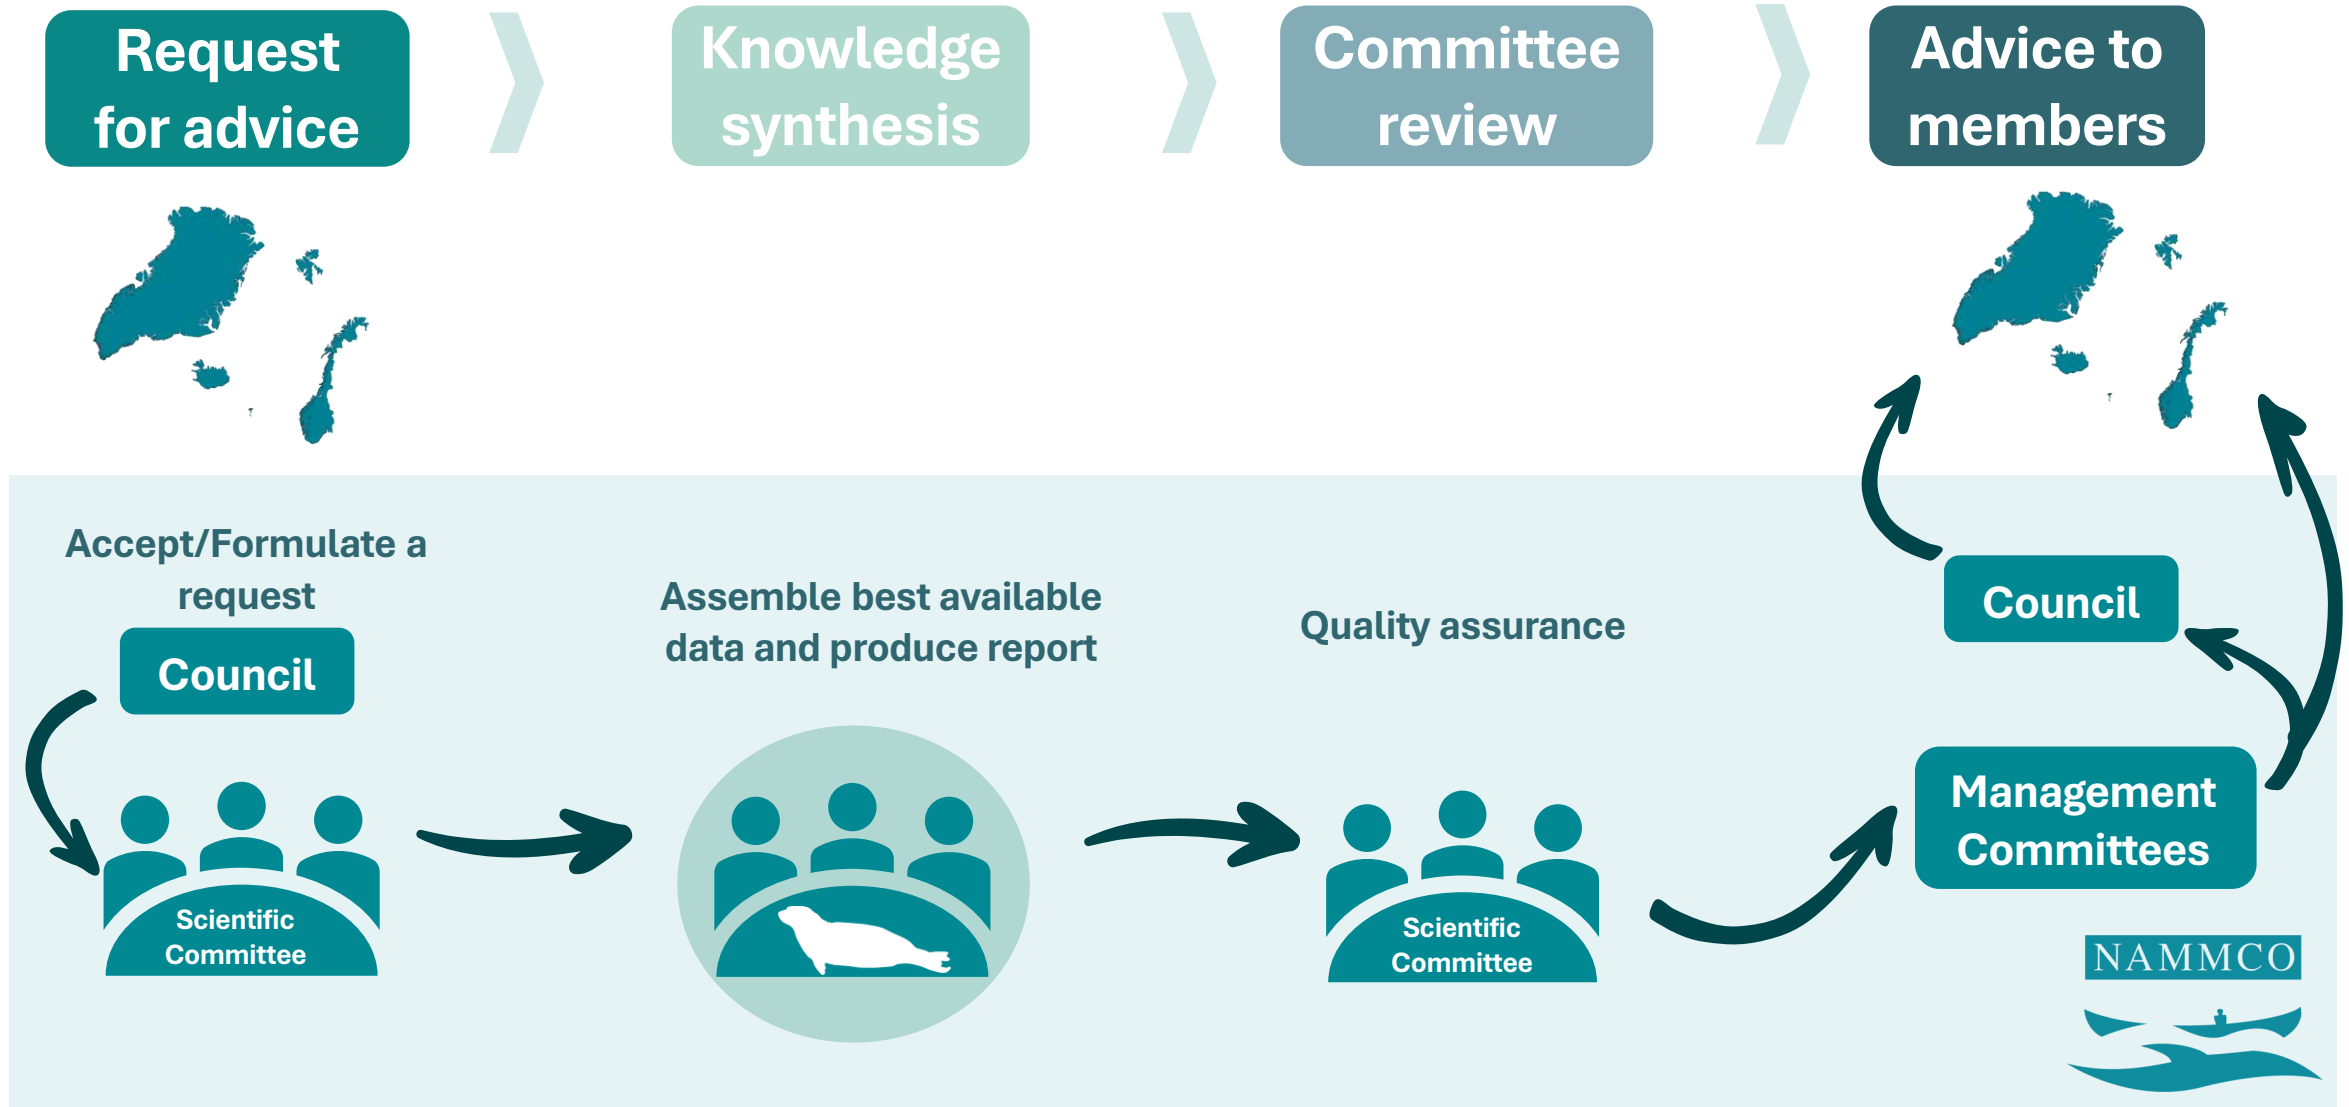 Request
for advice
Knowledge
synthesis
Committee
review
Advice to
members
Accept/Formulate a
request
Council
Scientific
Committee
Assemble best available
data and produce report
Quality assurance
Scientific
Committee
Council
Management
Committees
NAMMCO